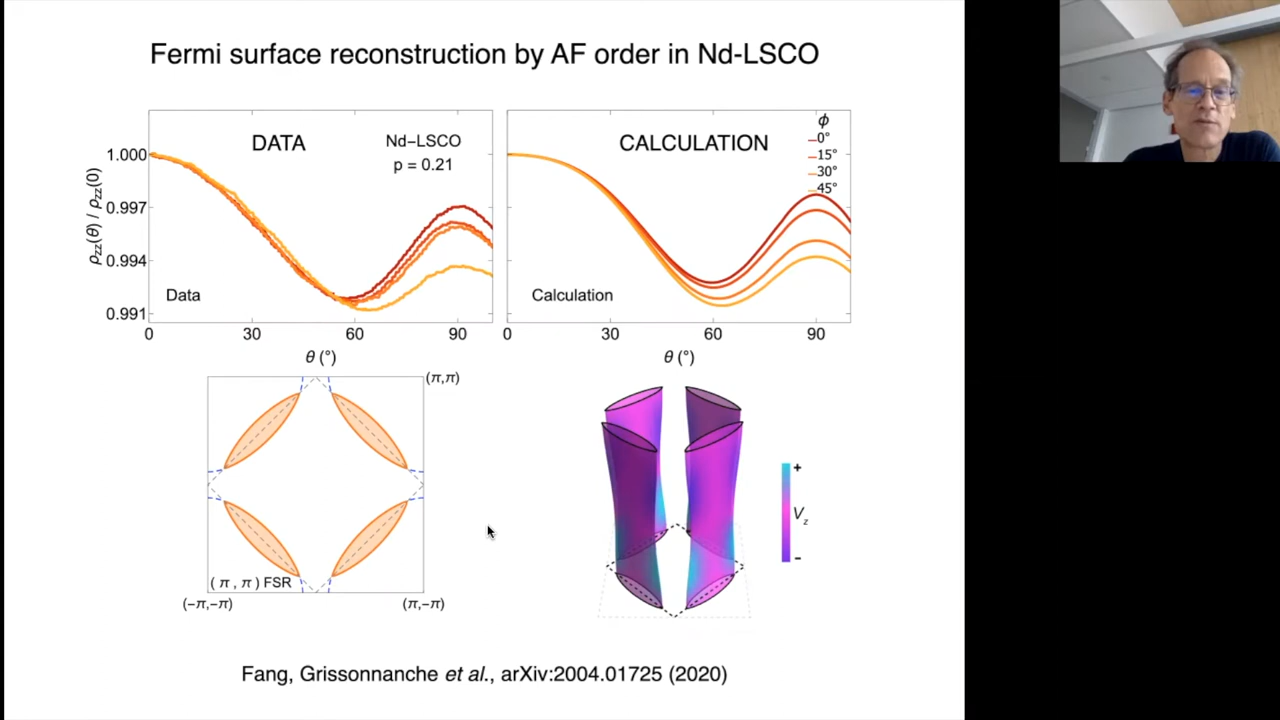 Fermi surface reconstruction by AF order in Nd-LSCO
DATA
Nd−LSCO
p = 0.21
1.000
0.997
0.994
0.991
ρzz(θ) / ρzz(0)
Data
0 30 60 90
θ (°)
CALCULATION
ϕ
0°
15°
30°
45°
Calculation
0 30 60 90
θ (°)
(π,π)
(π,π) FSR
(−π,−π)
(π,−π)
+
Vz
-
Fang, Grissonnanche et al., arXiv:2004.01725 (2020)